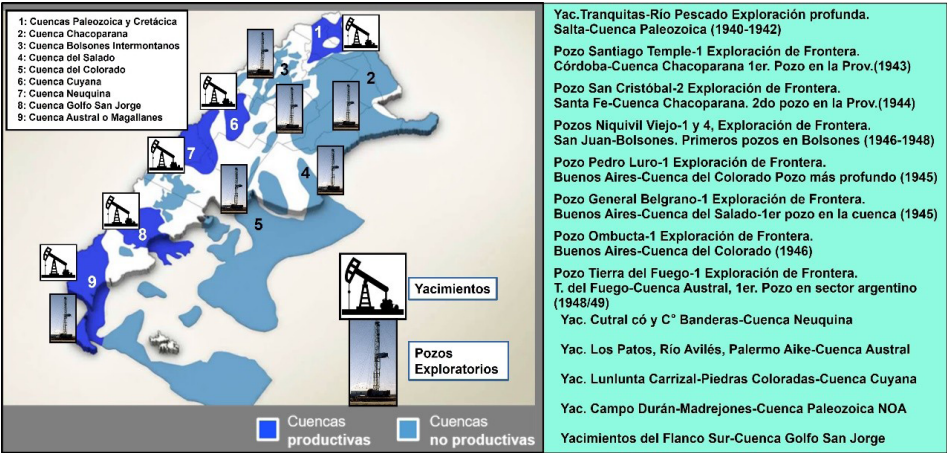 1: Cuencas Paleozoica y Cretácica
2: Cuenca Chacoparana
3: Cuenca Bolsones Intermontanos
4: Cuenca del Salado
5: Cuenca del Colorado
6: Cuenca Cuyana
7: Cuenca Neuquina
8: Cuenca Golfo San Jorge
9: Cuenca Austral o Magallanes
1
2
3
6
7
4
5
8
9
Yacimientos
Pozos
Exploratorios
Cuencas
productivas
Cuencas
no productivas
Yac.Tranquitas-Río Pescado Exploración profunda.
Salta-Cuenca Paleozoica (1940-1942)
Pozo Santiago Temple-1 Exploración de Frontera.
Córdoba-Cuenca Chacoparana 1er. Pozo en la Prov.(1943)
Pozo San Cristóbal-2 Exploración de Frontera.
Santa Fe-Cuenca Chacoparana. 2do pozo en la Prov.(1944)
Pozos Niquivil Viejo-1 y 4, Exploración de Frontera.
San Juan-Bolsones. Primeros pozos en Bolsones (1946-1948)
Pozo Pedro Luro-1 Exploración de Frontera.
Buenos Aires-Cuenca del Colorado Pozo más profundo (1945)
Pozo General Belgrano-1 Exploración de Frontera.
Buenos Aires-Cuenca del Salado-1er pozo en la cuenca (1945)
Pozo Ombucta-1 Exploración de Frontera.
Buenos Aires-Cuenca del Colorado (1946)
Pozo Tierra del Fuego-1 Exploración de Frontera.
T. del Fuego-Cuenca Austral, 1er. Pozo en sector argentino
(1948/49)
Yac. Cutral có y C° Banderas-Cuenca Neuquina
Yac. Los Patos, Río Avilés, Palermo Aike-Cuenca Austral
Yac. Lunlunta Carrizal-Piedras Coloradas-Cuenca Cuyana
Yac. Campo Durán-Madrejones-Cuenca Paleozoica NOA
Yacimientos del Flanco Sur-Cuenca Golfo San Jorge